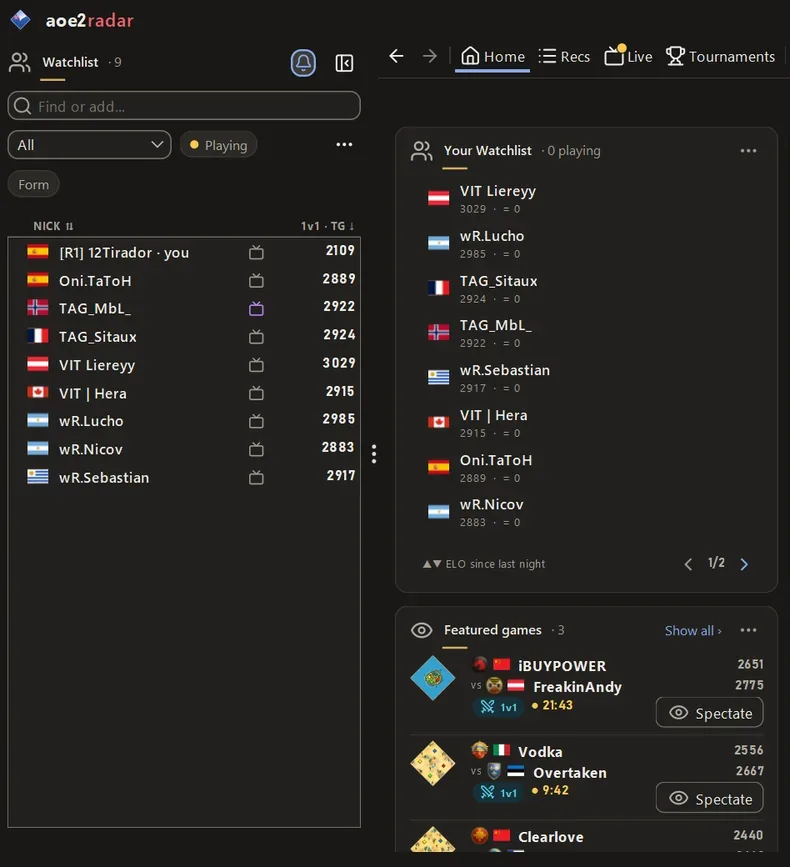 aoe2radar
Watchlist · 9
Home
Recs
Live
Tournaments
Find or add...
All
Playing
Form
NICK ⇅
1v1 · TG ↓
[R1] 12Tirador · you 2109
Oni.TaToH 2889
TAG_MbL_ 2922
TAG_Sitaux 2924
VIT Liereyy 3029
VIT | Hera 2915
wR.Lucho 2985
wR.Nicov 2883
wR.Sebastian 2917
Your Watchlist · 0 playing
VIT Liereyy
3029 · = 0
wR.Lucho
2985 · = 0
TAG_Sitaux
2924 · = 0
TAG_MbL_
2922 · = 0
wR.Sebastian
2917 · = 0
VIT | Hera
2915 · = 0
Oni.TaToH
2889 · = 0
wR.Nicov
2883 · = 0
▲▼ ELO since last night
1/2
Featured games · 3
Show all ›
iBUYPOWER 2651
vs FreakinAndy 2775
1v1 • 21:43
Spectate
Vodka 2556
vs Overtaken 2667
1v1 • 9:42
Spectate
Clearlove 2440